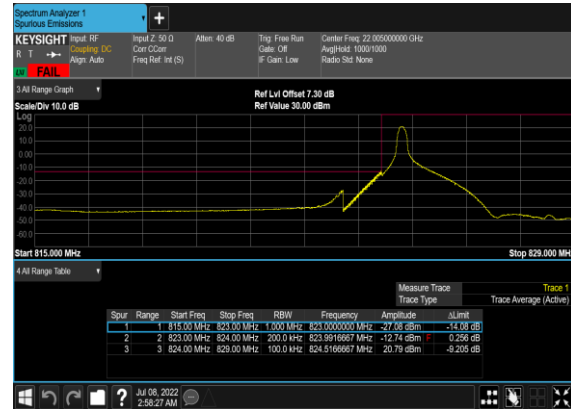 Spectrum Analyzer 1
Spurious Emissions
+
KEYSIGHT
R T
LXI FAIL
Input: RF
Coupling: DC
Align: Auto
Input Z: 50 Ω
Corr CCorr
Freq Ref: Int (S)
Atten: 40 dB
Trig: Free Run
Gate: Off
IF Gain: Low
Center Freq: 22.005000000 GHz
Avg|Hold: 1000/1000
Radio Std: None
3 All Range Graph
Scale/Div 10.0 dB
Ref Lvl Offset 7.30 dB
Ref Value 30.00 dBm
Log
20.0
10.0
0.00
-10.0
-20.0
-30.0
-40.0
-50.0
-60.0
Start 815.000 MHz
Stop 829.000 MH
4 All Range Table
Measure Trace Trace 1
Trace Type Trace Average (Active)
Spur Range Start Freq Stop Freq RBW Frequency Amplitude ΔLimit
1 1 815.00 MHz 823.00 MHz 1.000 MHz 823.0000000 MHz -27.08 dBm -14.08 dB
2 2 823.00 MHz 824.00 MHz 200.0 kHz 823.9916667 MHz -12.74 dBm F 0.256 dB
3 3 824.00 MHz 829.00 MHz 100.0 kHz 824.5166667 MHz 20.79 dBm -9.205 dB
?
Jul 08, 2022
2:58:27 AM